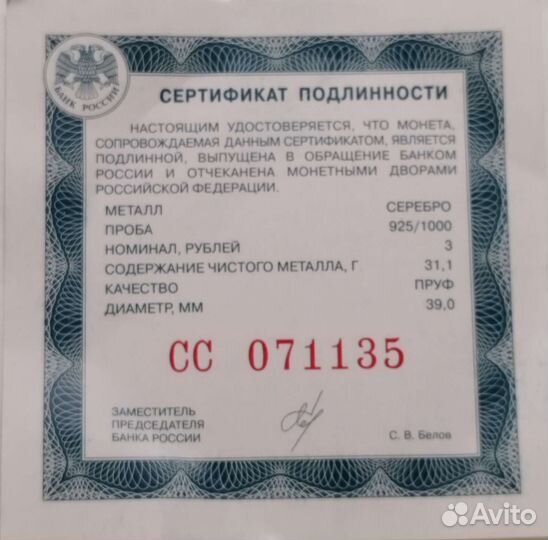 БАНК РОССИИ
СЕРТИФИКАТ ПОДЛИННОСТИ
НАСТОЯЩИМ УДОСТОВЕРЯЕТСЯ, ЧТО МОНЕТА,
СОПРОВОЖДАЕМАЯ ДАННЫМ СЕРТИФИКАТОМ, ЯВЛЯЕТСЯ
ПОДЛИННОЙ, ВЫПУЩЕНА В ОБРАЩЕНИЕ БАНКОМ
РОССИИ И ОТЧЕКАНЕНА МОНЕТНЫМИ ДВОРАМИ
РОССИЙСКОЙ ФЕДЕРАЦИИ.
МЕТАЛЛ СЕРЕБРО
ПРОБА 925/1000
НОМИНАЛ, РУБЛЕЙ 3
СОДЕРЖАНИЕ ЧИСТОГО МЕТАЛЛА, Г 31,1
КАЧЕСТВО ПРУФ
ДИАМЕТР, ММ 39,0
СС 071135
ЗАМЕСТИТЕЛЬ
ПРЕДСЕДАТЕЛЯ
БАНКА РОССИИ С. В. Белов
Avito